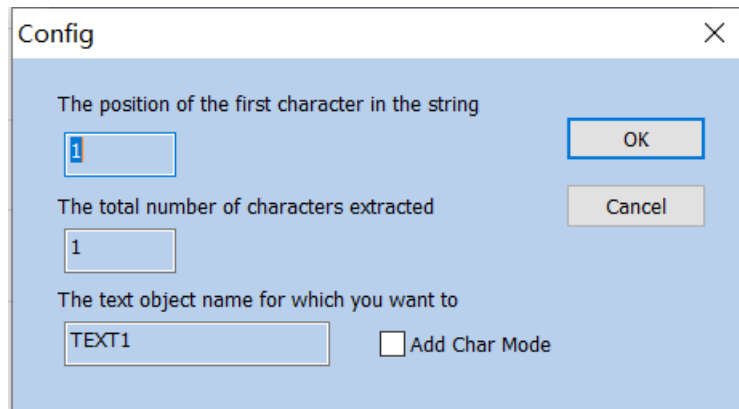 Config
The position of the first character in the string
1
OK
The total number of characters extracted
Cancel
1
The text object name for which you want to
TEXT1
Add Char Mode